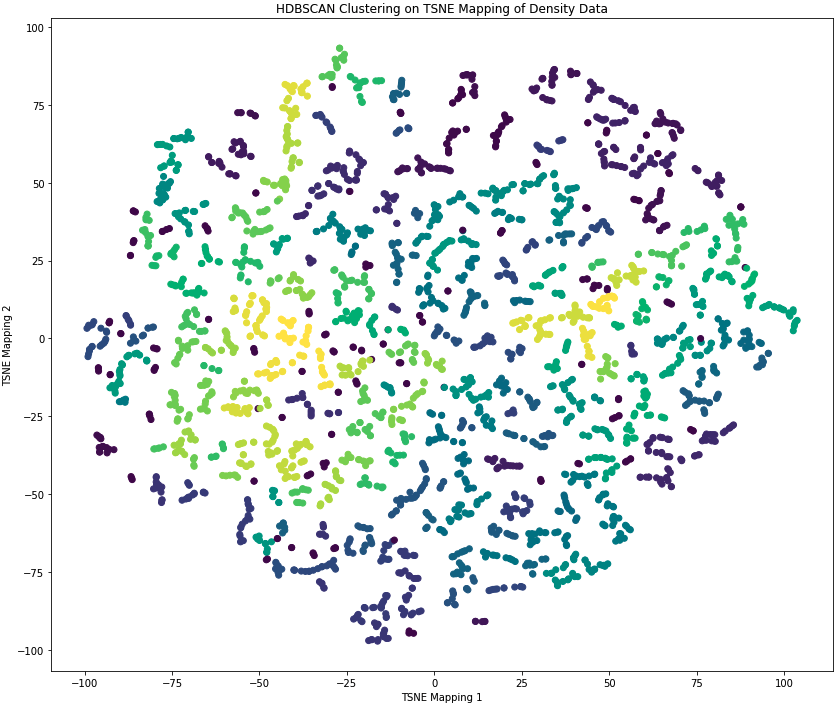 HDBSCAN Clustering on TSNE Mapping of Density Data
100
75
50
25
0
−25
−50
−75
−100
TSNE Mapping 2
−100 −75 −50 −25 0 25 50 75 100
TSNE Mapping 1